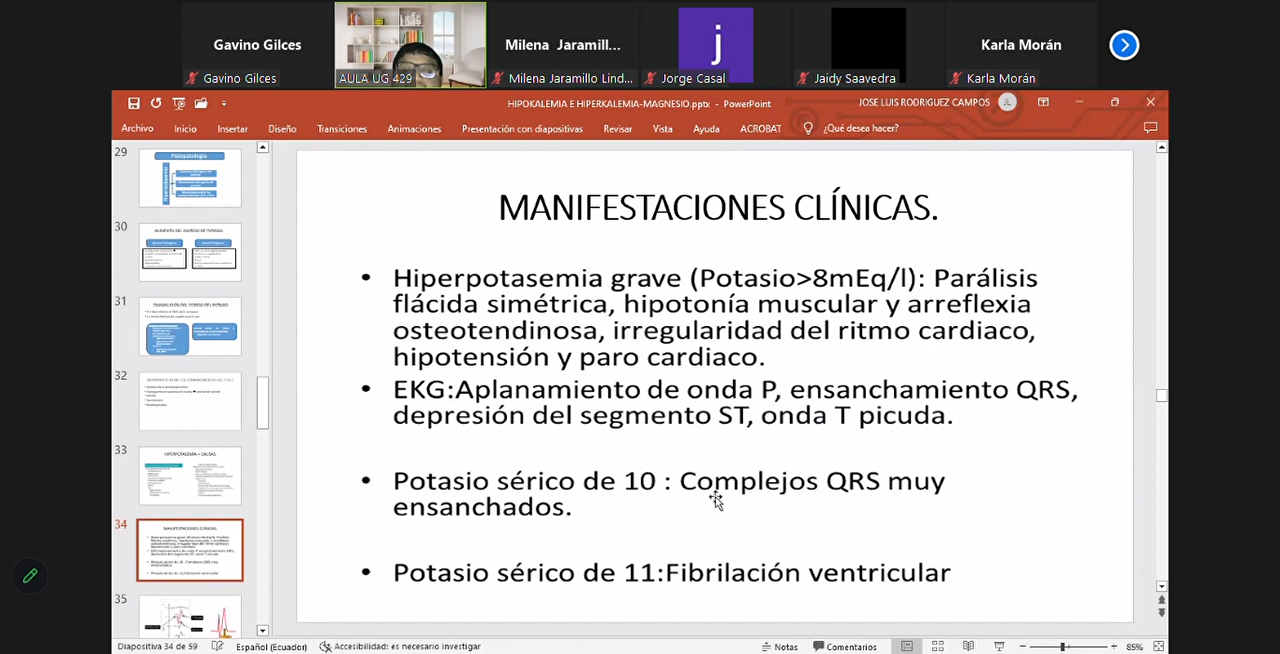 Gavino Gilces
Milena Jaramill...
j
Karla Morán
Gavino Gilces
AULA UG 429
Milena Jaramillo Lind...
Jorge Casal
Jaidy Saavedra
Karla Morán
HIPOKALEMIA E HIPERKALEMIA-MAGNESIO.pptx - PowerPoint
JOSE LUIS RODRIGUEZ CAMPOS
JL
Archivo
Inicio
Insertar
Diseño
Transiciones
Animaciones
Presentación con diapositivas
Revisar
Vista
Ayuda
ACROBAT
¿Qué desea hacer?
29
Fisiopatología
30
31
32
33
34
MANIFESTACIONES CLÍNICAS.
35
MANIFESTACIONES CLÍNICAS.
• Hiperpotasemia grave (Potasio>8mEq/l): Parálisis
flácida simétrica, hipotonía muscular y arreflexia
osteotendinosa, irregularidad del ritmo cardiaco,
hipotensión y paro cardiaco.
• EKG:Aplanamiento de onda P, ensanchamiento QRS,
depresión del segmento ST, onda T picuda.
• Potasio sérico de 10 : Complejos QRS muy
ensanchados.
• Potasio sérico de 11:Fibrilación ventricular
Diapositiva 34 de 59
Español (Ecuador)
Accesibilidad: es necesario investigar
Notas
Comentarios
85%